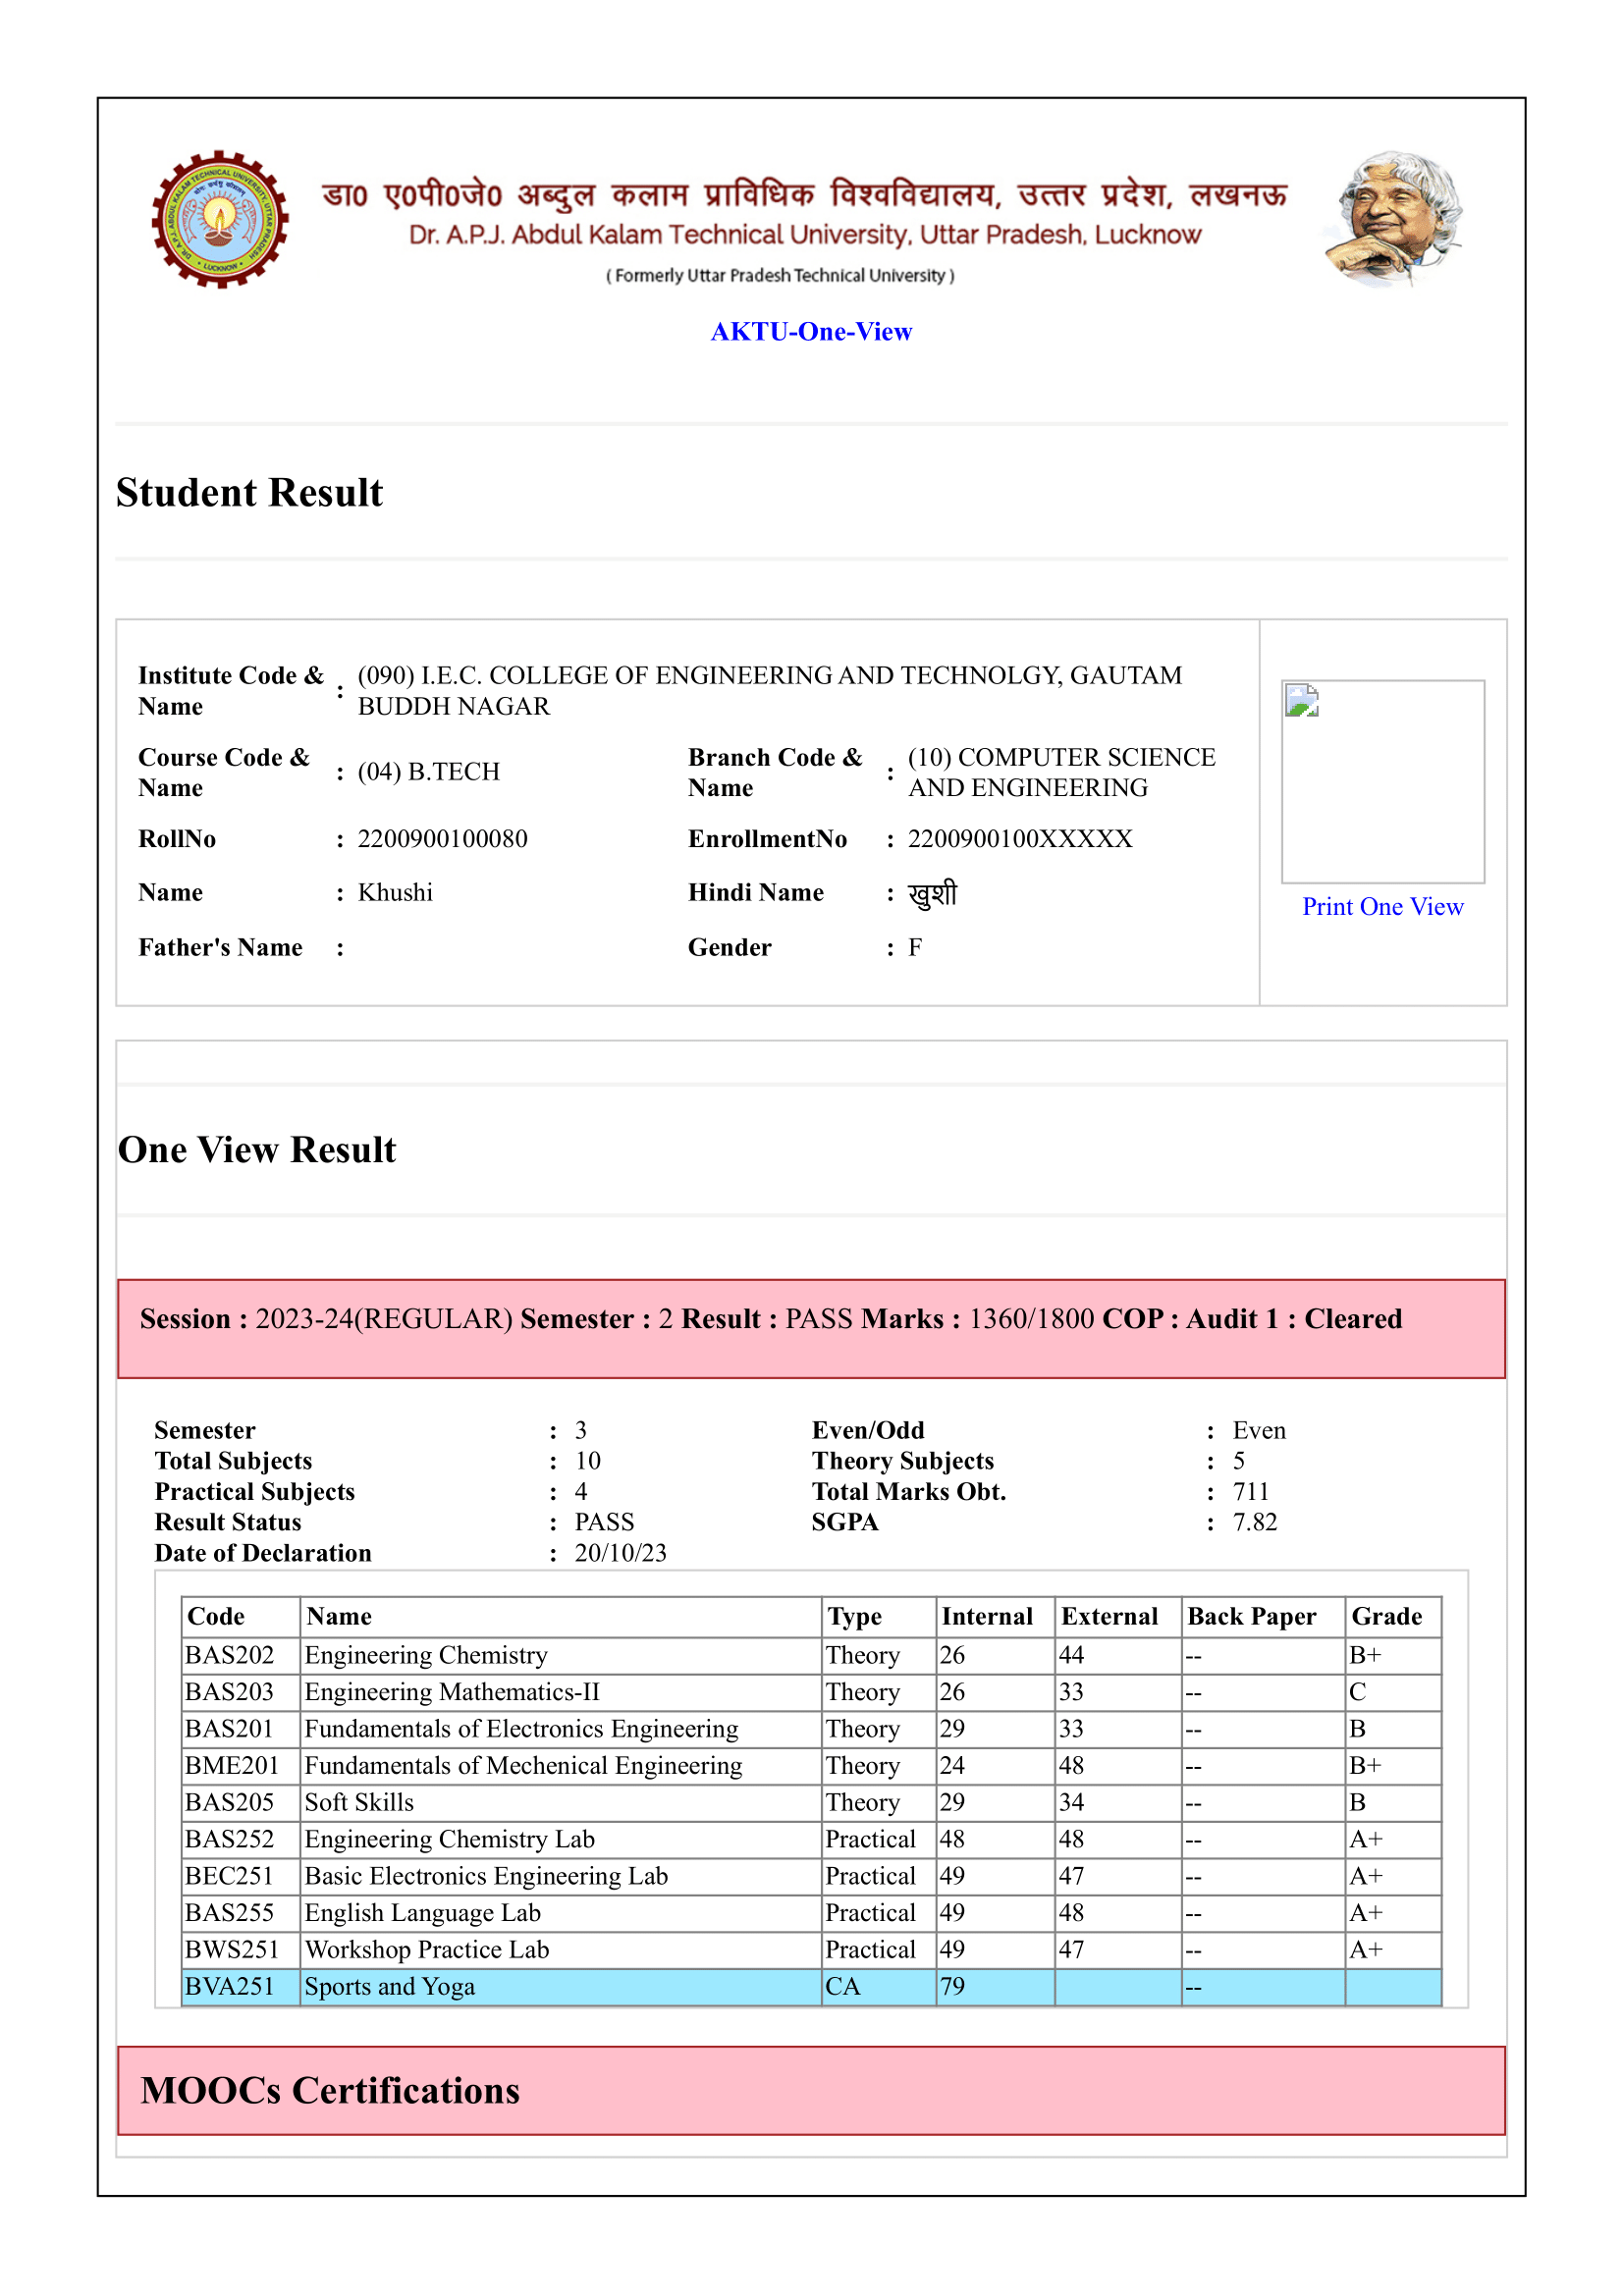 डा0 ए0पी0जे0 अब्दुल कलाम प्राविधिक विश्वविद्यालय, उत्तर प्रदेश, लखनऊ
Dr. A.P.J. Abdul Kalam Technical University, Uttar Pradesh, Lucknow
( Formerly Uttar Pradesh Technical University )
DR. A.P.J. ABDUL KALAM TECHNICAL UNIVERSITY, UTTAR PRADESH
LUCKNOW
AKTU-One-View
Student Result
Institute Code & Name : (090) I.E.C. COLLEGE OF ENGINEERING AND TECHNOLGY, GAUTAM BUDDH NAGAR
Course Code & Name : (04) B.TECH Branch Code & Name : (10) COMPUTER SCIENCE AND ENGINEERING
RollNo : 2200900100080 EnrollmentNo : 2200900100XXXXX
Name : Khushi Hindi Name : खुशी
Father's Name : Gender : F
Print One View
One View Result
Session : 2023-24(REGULAR) Semester : 2 Result : PASS Marks : 1360/1800 COP : Audit 1 : Cleared
Semester : 3 Even/Odd : Even
Total Subjects : 10 Theory Subjects : 5
Practical Subjects : 4 Total Marks Obt. : 711
Result Status : PASS SGPA : 7.82
Date of Declaration : 20/10/23
Code Name Type Internal External Back Paper Grade
BAS202 Engineering Chemistry Theory 26 44 -- B+
BAS203 Engineering Mathematics-II Theory 26 33 -- C
BAS201 Fundamentals of Electronics Engineering Theory 29 33 -- B
BME201 Fundamentals of Mechenical Engineering Theory 24 48 -- B+
BAS205 Soft Skills Theory 29 34 -- B
BAS252 Engineering Chemistry Lab Practical 48 48 -- A+
BEC251 Basic Electronics Engineering Lab Practical 49 47 -- A+
BAS255 English Language Lab Practical 49 48 -- A+
BWS251 Workshop Practice Lab Practical 49 47 -- A+
BVA251 Sports and Yoga CA 79 --
MOOCs Certifications